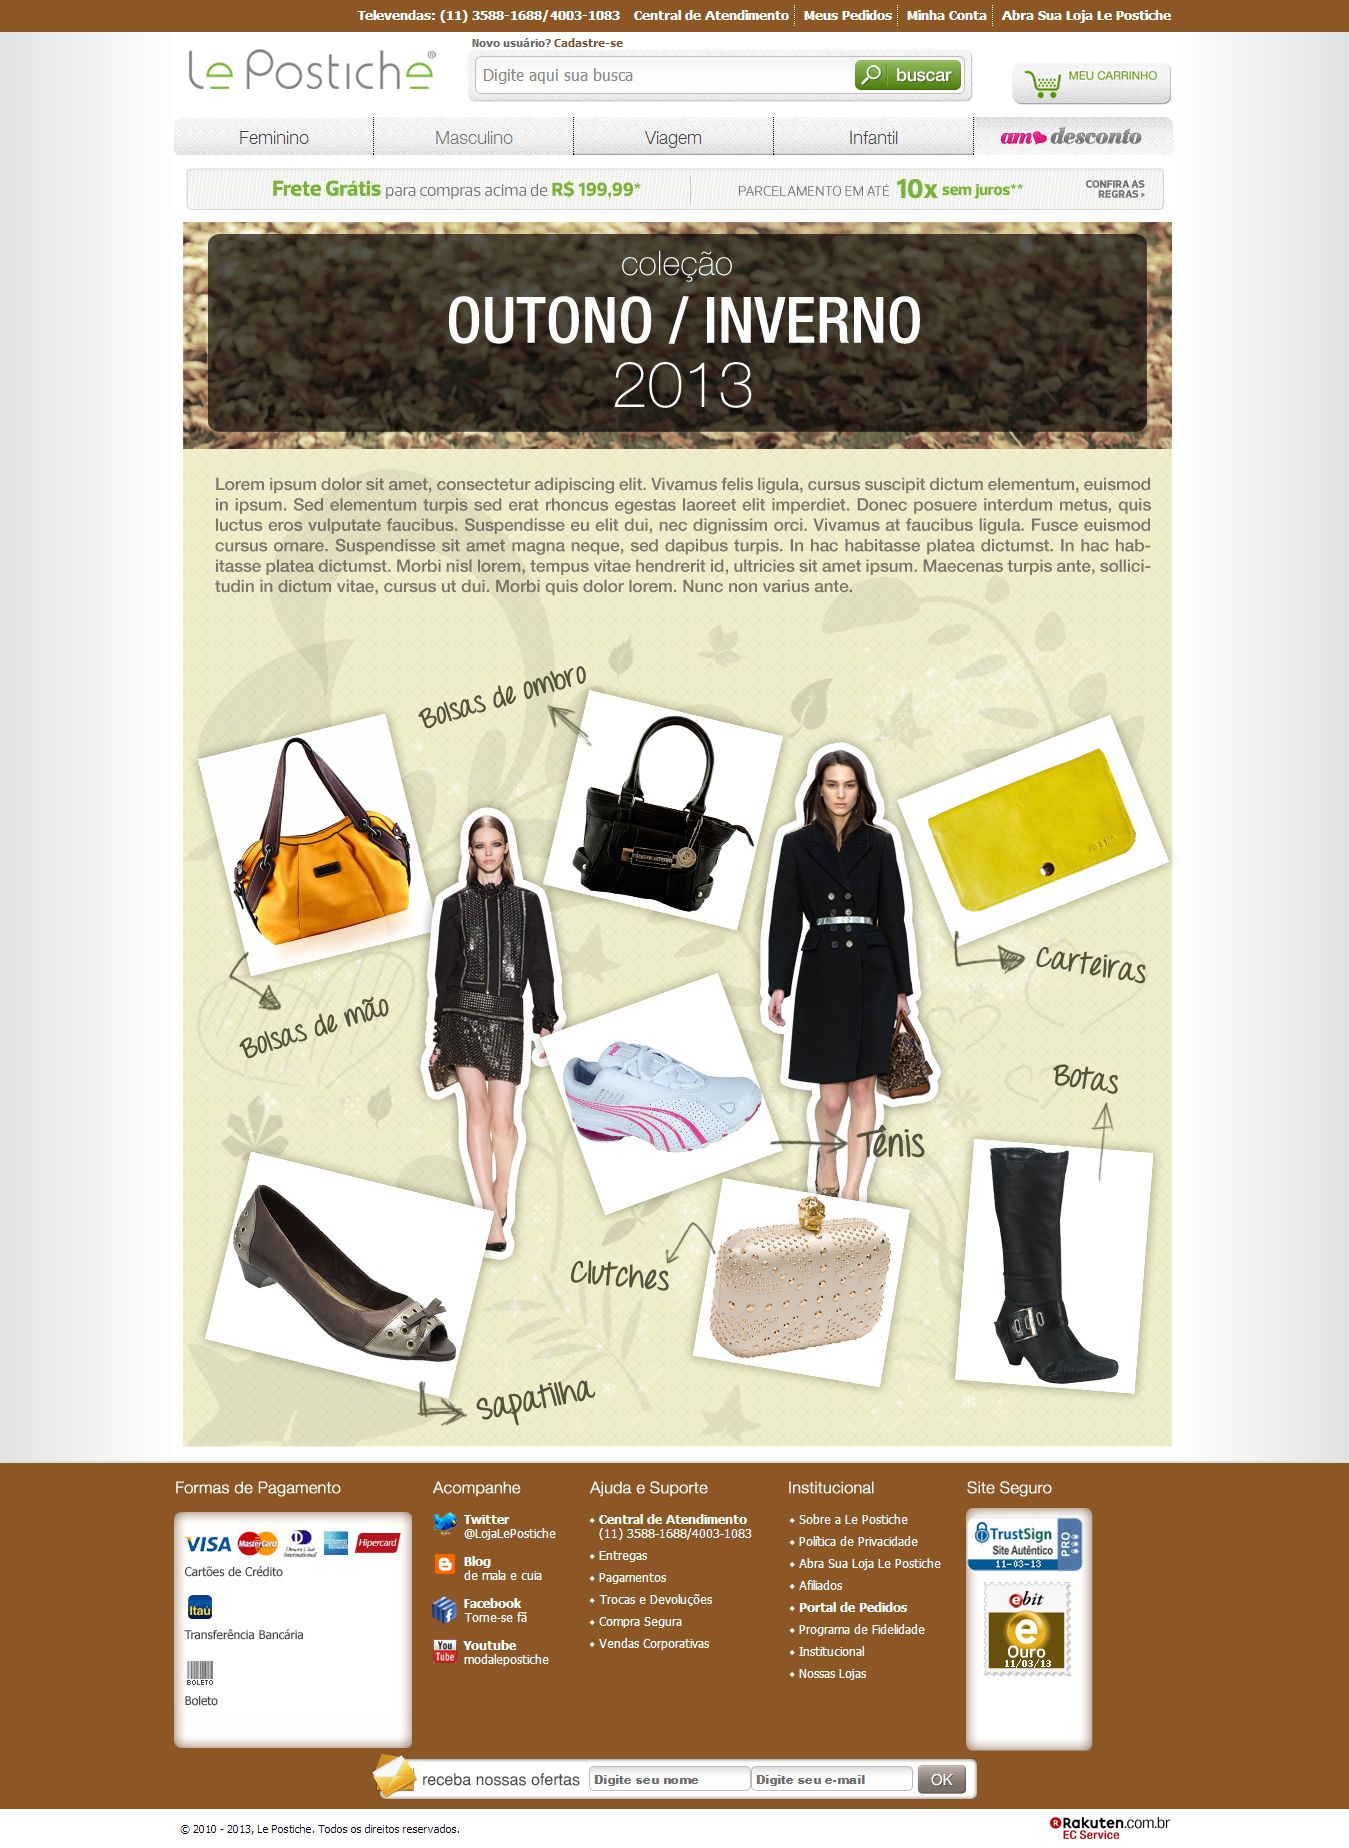 Televendas: (11) 3588-1688/4003-1083 Central de Atendimento Meus Pedidos Minha Conta Abra Sua Loja Le Postiche
Le Postiche®
Novo usuário? Cadastre-se
Digite aqui sua busca
buscar
MEU CARRINHO
Feminino Masculino Viagem Infantil am desconto
Frete Grátis para compras acima de R$ 199,99* PARCELAMENTO EM ATÉ 10x sem juros** CONFIRA AS
REGRAS >
coleção
OUTONO / INVERNO
2013
Lorem ipsum dolor sit amet, consectetur adipiscing elit. Vivamus felis ligula, cursus suscipit dictum elementum, euismod
in ipsum. Sed elementum turpis sed erat rhoncus egestas laoreet elit imperdiet. Donec posuere interdum metus, quis
luctus eros vulputate faucibus. Suspendisse eu elit dui, nec dignissim orci. Vivamus at faucibus ligula. Fusce euismod
cursus ornare. Suspendisse sit amet magna neque, sed dapibus turpis. In hac habitasse platea dictumst. In hac hab-
itasse platea dictumst. Morbi nisl lorem, tempus vitae hendrerit id, ultricies sit amet ipsum. Maecenas turpis ante, sollici-
tudin in dictum vitae, cursus ut dui. Morbi quis dolor lorem. Nunc non varius ante.
Bolsas de ombro
Carteiras
Bolsas de mão
Botas
Tênis
Clutches
Sapatilha
Formas de Pagamento
VISA MasterCard Diners Club International Hipercard
Cartões de Crédito
Itaú
Transferência Bancária
BOLETO
Boleto
Acompanhe
Twitter
@LojaLePostiche
Blog
de mala e cuia
Facebook
Torne-se fã
You Tube
Youtube
modalepostiche
Ajuda e Suporte
Central de Atendimento
(11) 3588-1688/4003-1083
Entregas
Pagamentos
Trocas e Devoluções
Compra Segura
Vendas Corporativas
Institucional
Sobre a Le Postiche
Política de Privacidade
Abra Sua Loja Le Postiche
Afiliados
Portal de Pedidos
Programa de Fidelidade
Institucional
Nossas Lojas
Site Seguro
TrustSign PRO
Site Autêntico
11-03-13
ebit
e
Ouro
11/03/13
receba nossas ofertas Digite seu nome Digite seu e-mail OK
© 2010 - 2013, Le Postiche. Todos os direitos reservados.
Rakuten.com.br
EC Service